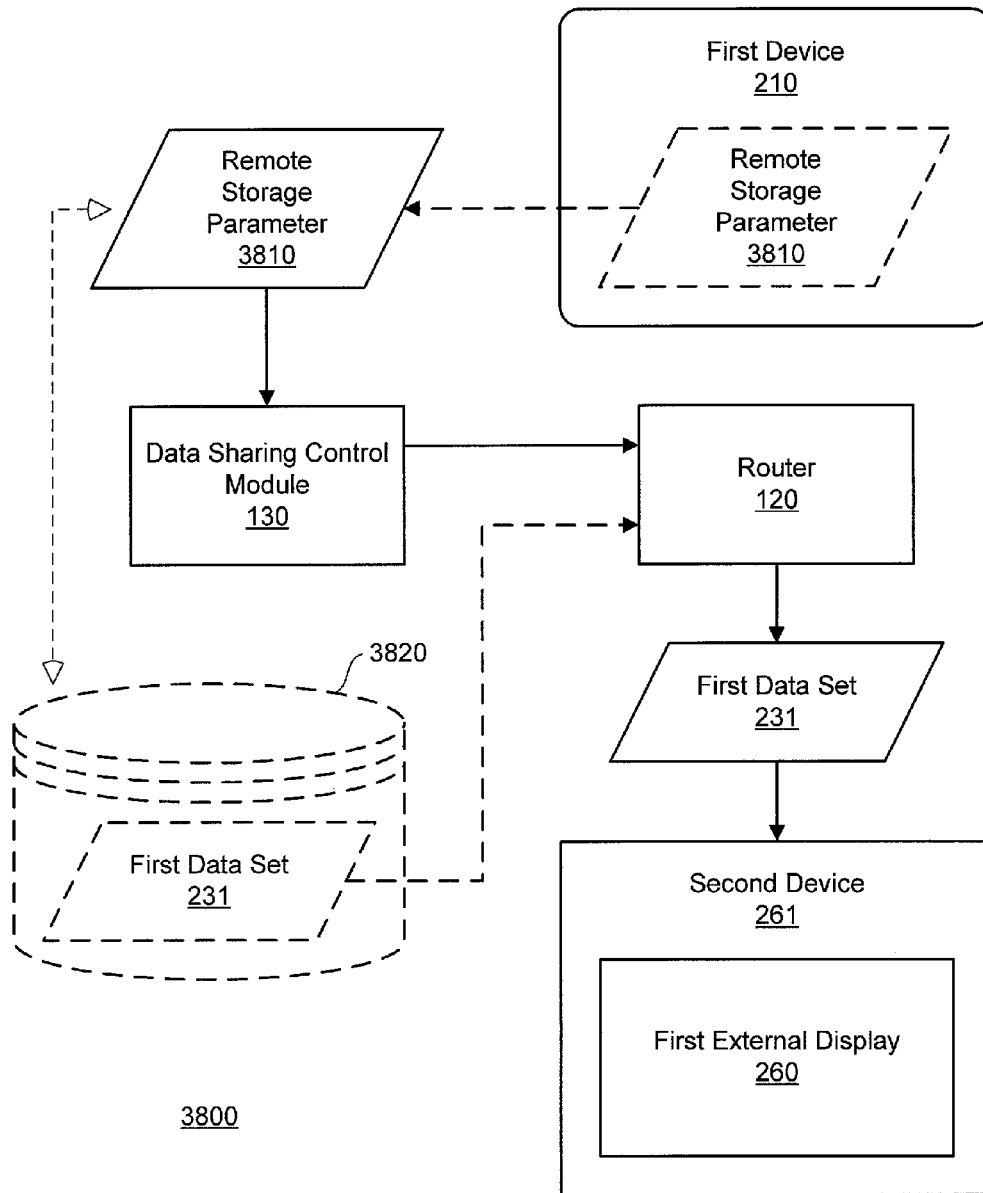 First Device
210
Remote
Storage
Parameter
3810
Remote
Storage
Parameter
3810
Data Sharing Control
Module
130
Router
120
3820
First Data Set
231
First Data Set
231
Second Device
261
First External Display
260
3800